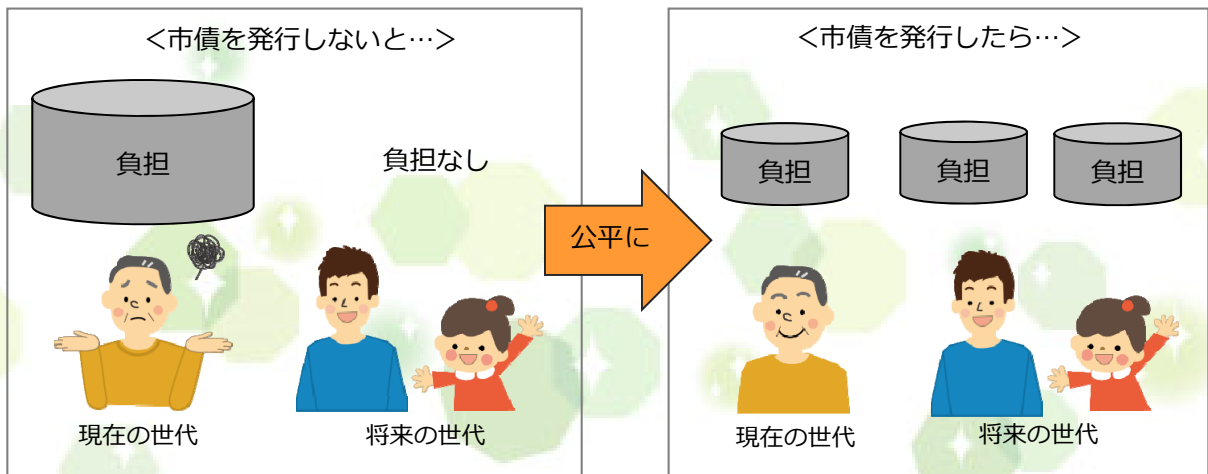 <市債を発行しないと…>
負担
負担なし
現在の世代
将来の世代
公平に
<市債を発行したら…>
負担
負担
負担
現在の世代
将来の世代